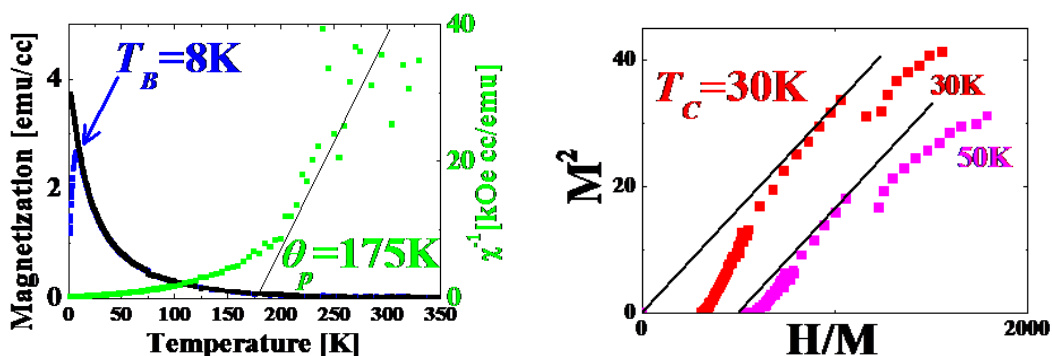 Magnetization [emu/cc]
4
2
0
T_B=8K
θ_p=175K
40
20
0
χ⁻¹[kOe cc/emu]
0 50 100 150 200 250 300 350
Temperature [K]
M²
40
20
0
T_C=30K
30K
50K
0 2000
H/M